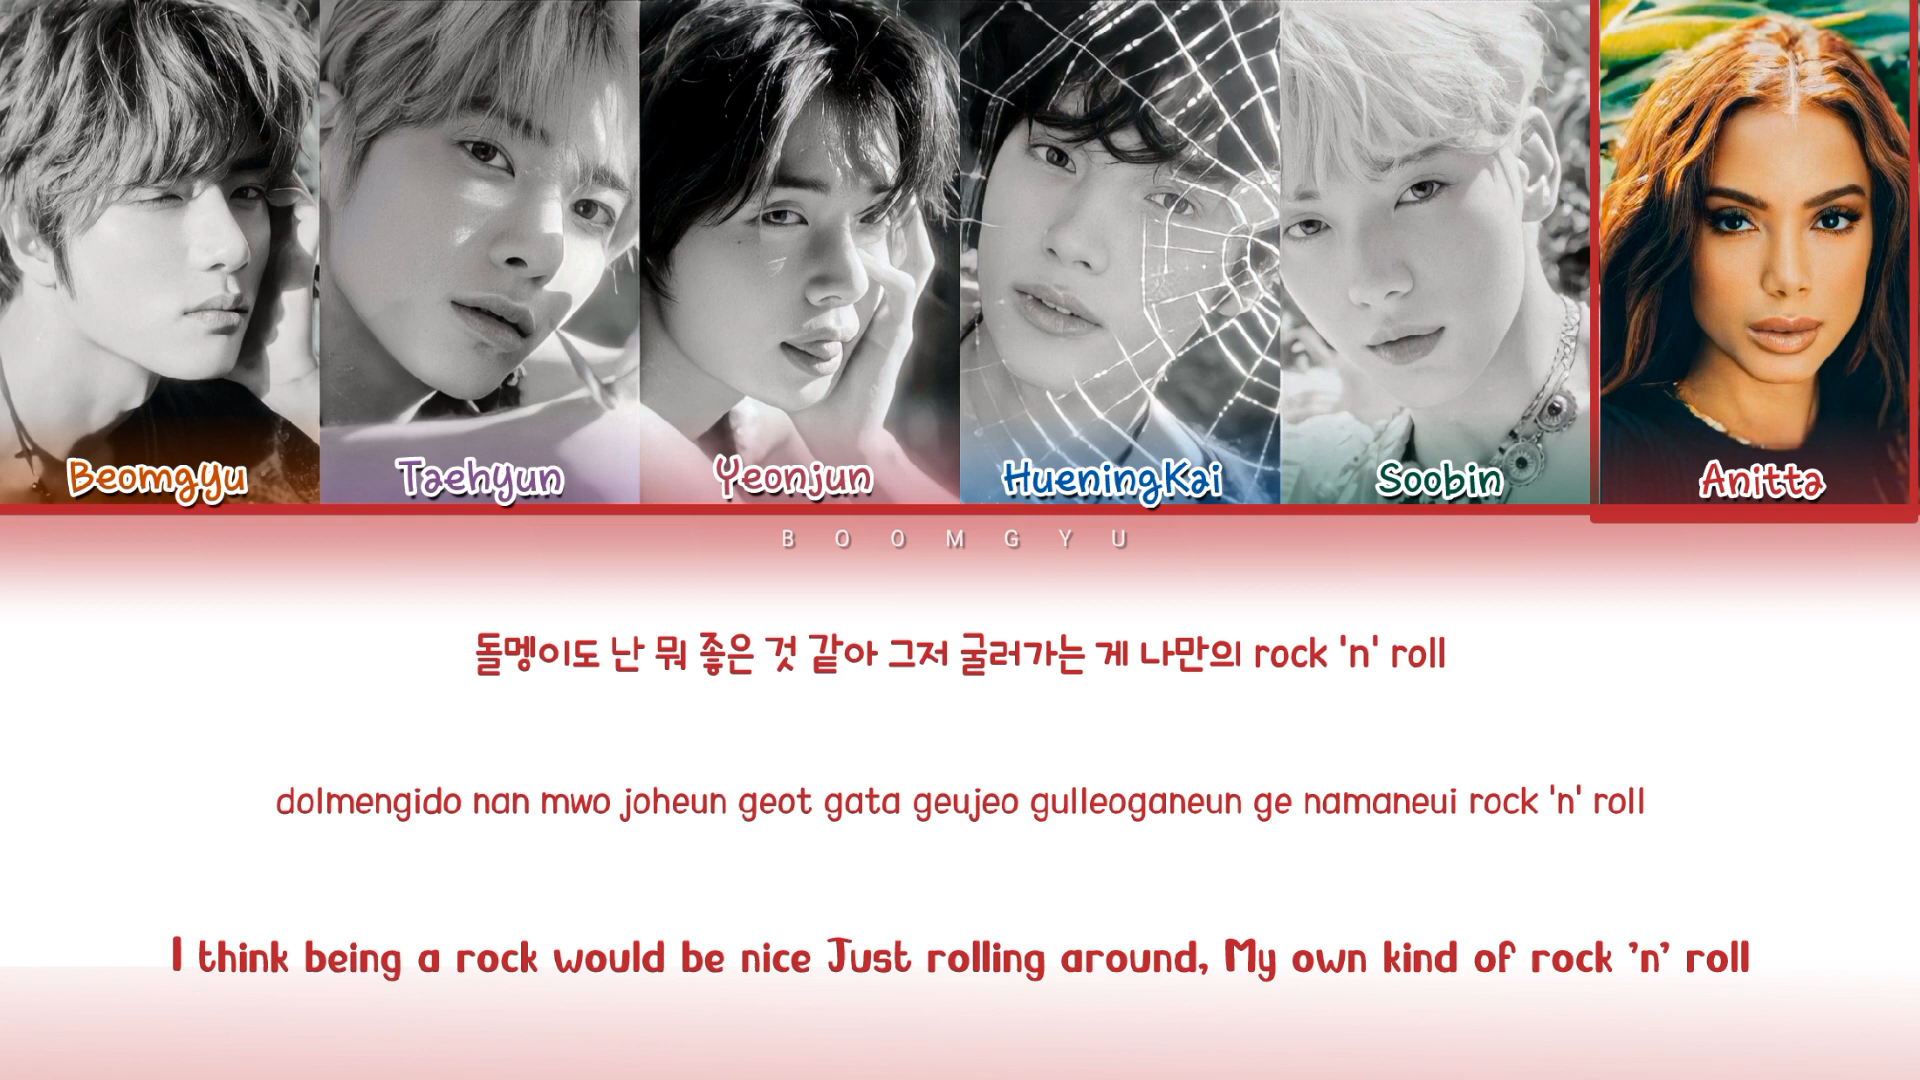 Beomgyu Taehyun Yeonjun HueningKai Soobin Anitta
BOOMGYU
돌멩이도 난 뭐 좋은 것 같아 그저 굴러가는 게 나만의 rock 'n' roll
dolmengido nan mwo joheun geot gata geujeo gulleoganeun ge namaneui rock 'n' roll
I think being a rock would be nice Just rolling around, My own kind of rock ’n’ roll